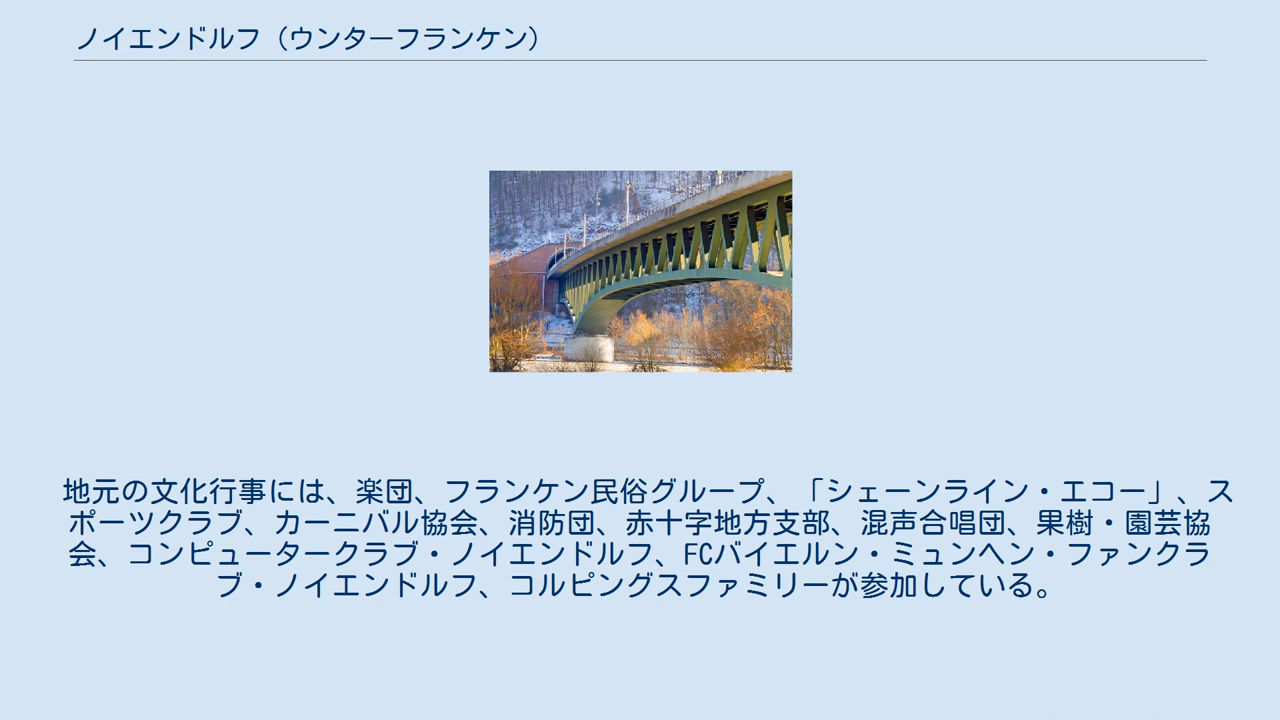 ノイエンドルフ（ウンターフランケン）
地元の文化行事には、楽団、フランケン民俗グループ、「シェーンライン・エコー」、ス
ポーツクラブ、カーニバル協会、消防団、赤十字地方支部、混声合唱団、果樹・園芸協
会、コンピュータークラブ・ノイエンドルフ、FCバイエルン・ミュンヘン・ファンクラ
ブ・ノイエンドルフ、コルピングスファミリーが参加している。